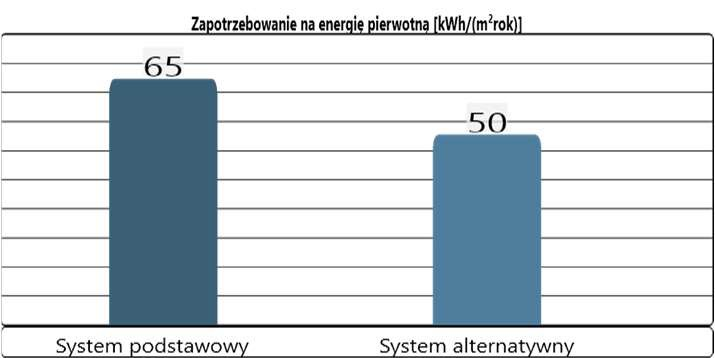 Zapotrzebowanie na energię pierwotną [kWh/(m²rok)]
65
50
System podstawowy
System alternatywny